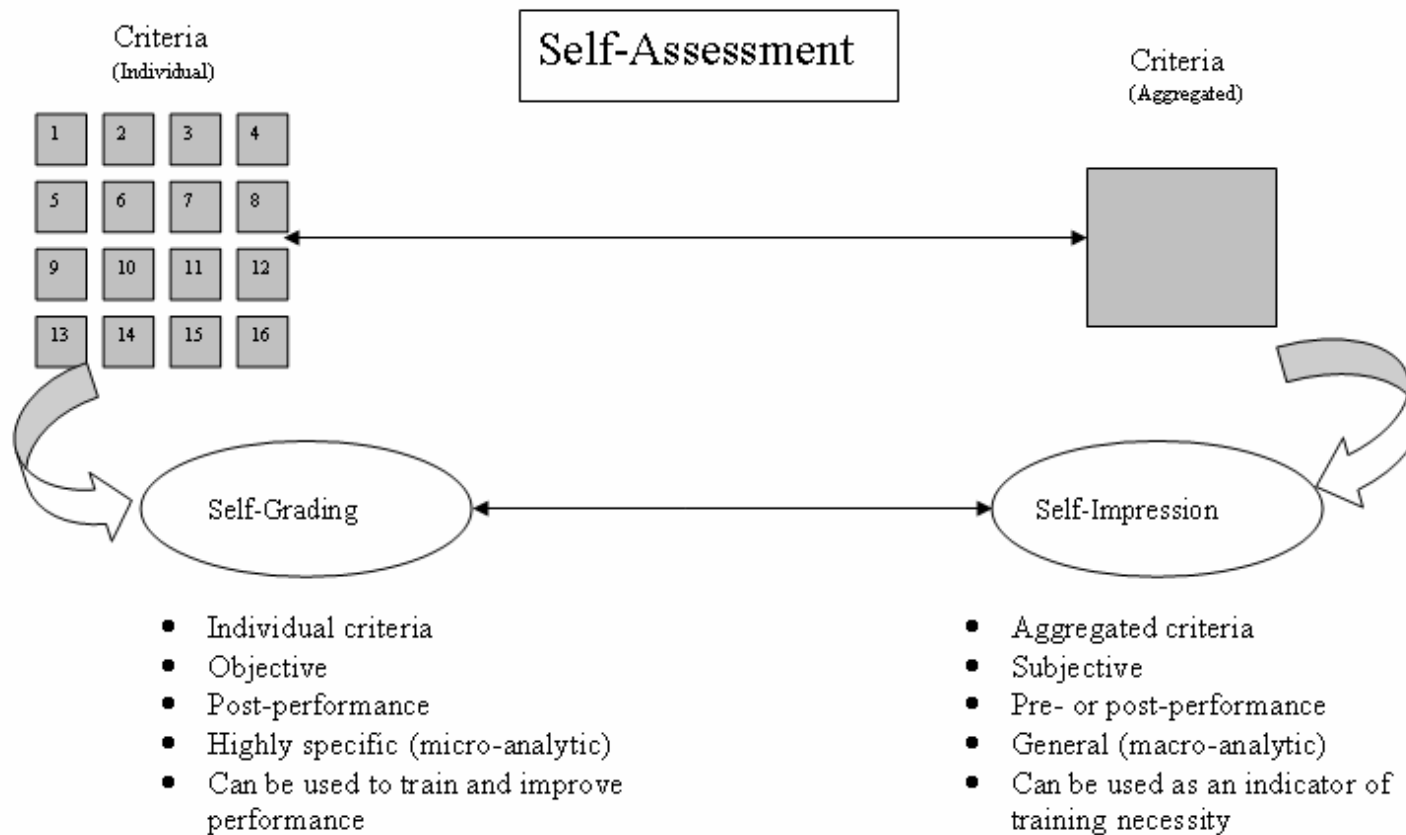 Self-Assessment
Criteria
(Individual)
Criteria
(Aggregated)
1 2 3 4
5 6 7 8
9 10 11 12
13 14 15 16
Self-Grading
Self-Impression
• Individual criteria
• Objective
• Post-performance
• Highly specific (micro-analytic)
• Can be used to train and improve
performance
• Aggregated criteria
• Subjective
• Pre- or post-performance
• General (macro-analytic)
• Can be used as an indicator of
training necessity